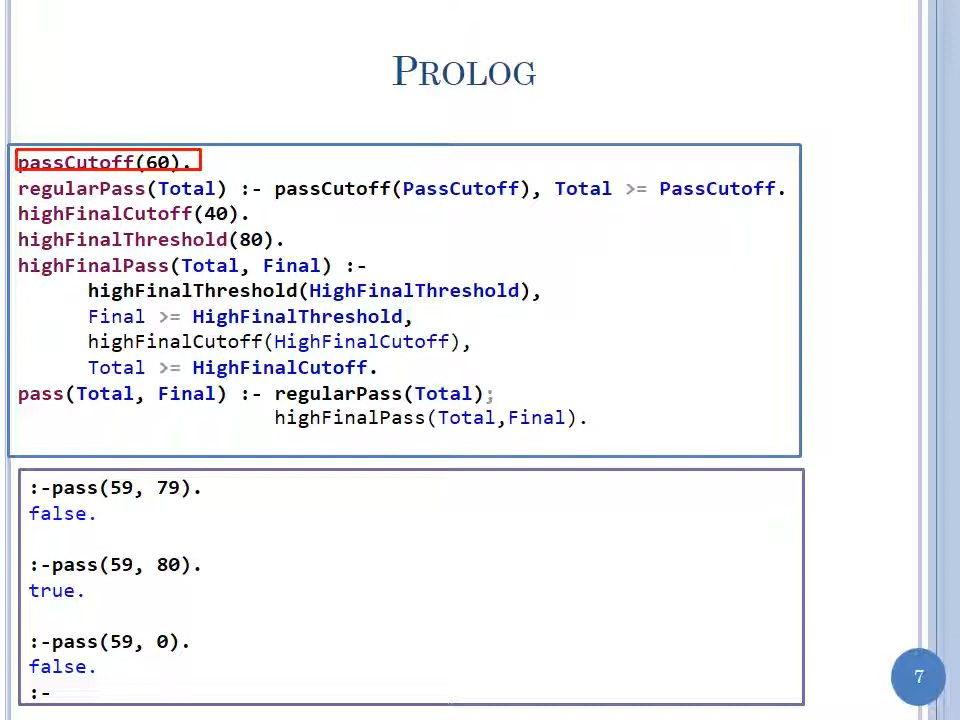 PROLOG
passCutoff(60).
regularPass(Total) :- passCutoff(PassCutoff), Total >= PassCutoff.
highFinalCutoff(40).
highFinalThreshold(80).
highFinalPass(Total, Final) :-
highFinalThreshold(HighFinalThreshold),
Final >= HighFinalThreshold,
highFinalCutoff(HighFinalCutoff),
Total >= HighFinalCutoff.
pass(Total, Final) :- regularPass(Total);
highFinalPass(Total,Final).
:-pass(59, 79).
false.
:-pass(59, 80).
true.
:-pass(59, 0).
false.
:-
7